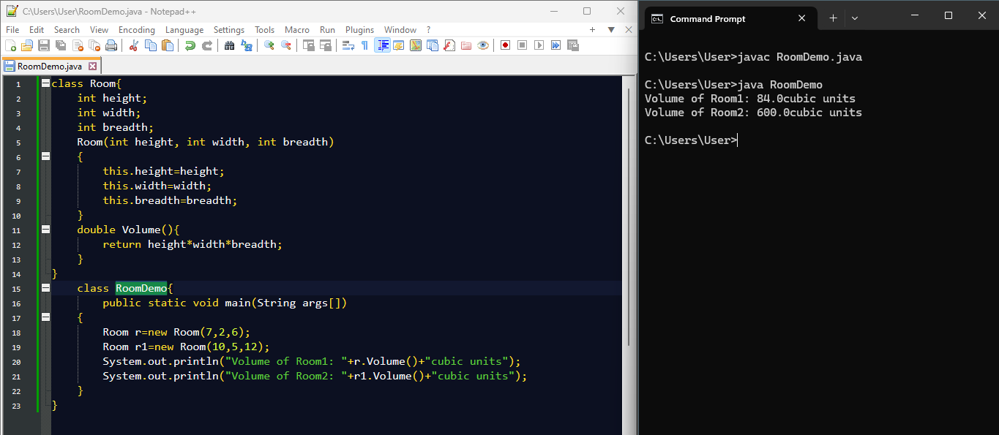 C:\Users\User\RoomDemo.java - Notepad++
File Edit Search View Encoding Language Settings Tools Macro Run Plugins Window ?
RoomDemo.java
1 class Room{
2 int height;
3 int width;
4 int breadth;
5 Room(int height, int width, int breadth)
6 {
7 this.height=height;
8 this.width=width;
9 this.breadth=breadth;
10 }
11 double Volume(){
12 return height*width*breadth;
13 }
14 }
15 class RoomDemo{
16 public static void main(String args[])
17 {
18 Room r=new Room(7,2,6);
19 Room r1=new Room(10,5,12);
20 System.out.println("Volume of Room1: "+r.Volume()+"cubic units");
21 System.out.println("Volume of Room2: "+r1.Volume()+"cubic units");
22 }
23 }
Command Prompt
C:\Users\User>javac RoomDemo.java
C:\Users\User>java RoomDemo
Volume of Room1: 84.0cubic units
Volume of Room2: 600.0cubic units
C:\Users\User>